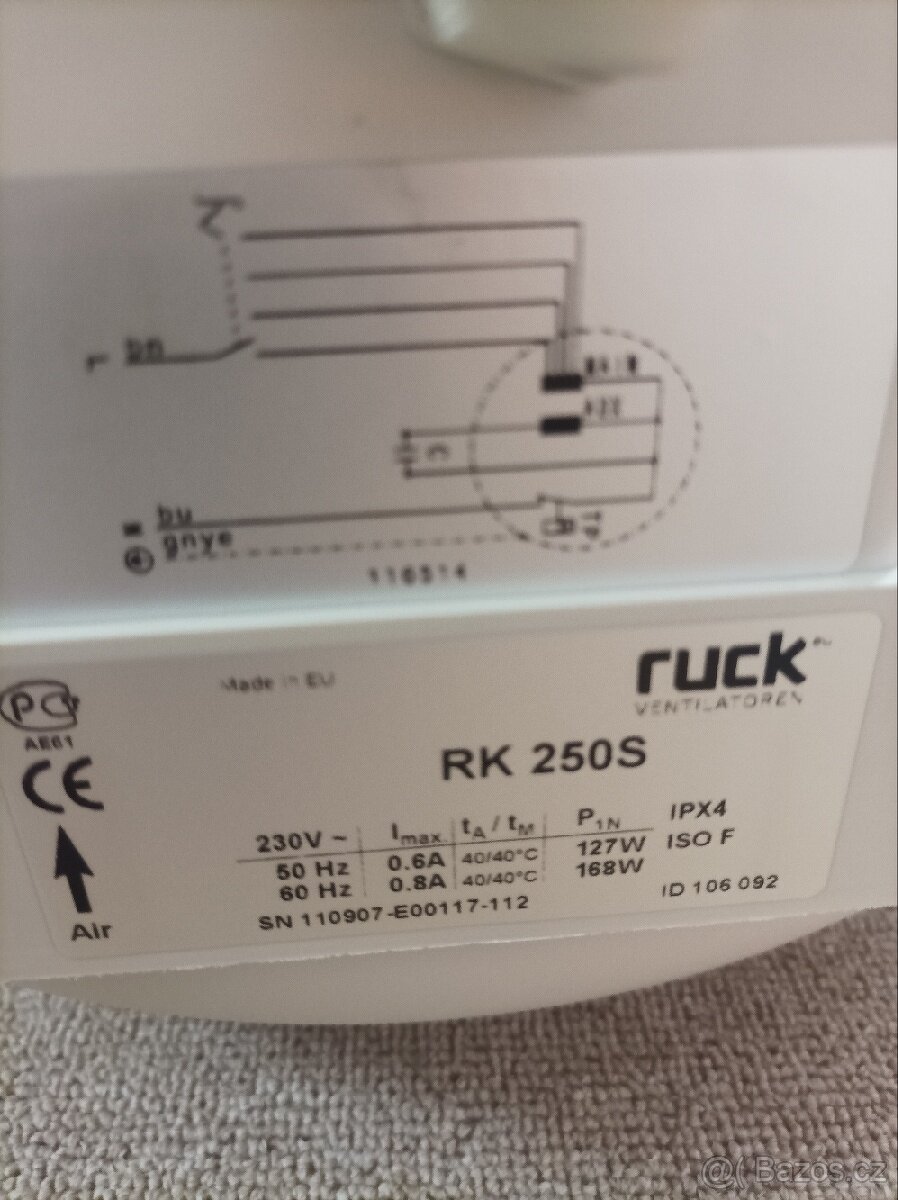 bn
C
bu
gnye
116514
Made in EU
ruck
VENTILATOREN
AE61
CE
RK 250S
230V ~ Imax. tA / tM P1N IPX4
50 Hz 0.6A 40/40°C 127W ISO F
60 Hz 0.8A 40/40°C 168W
ID 106 092
SN 110907-E00117-112
Air
@( Bazos.cz